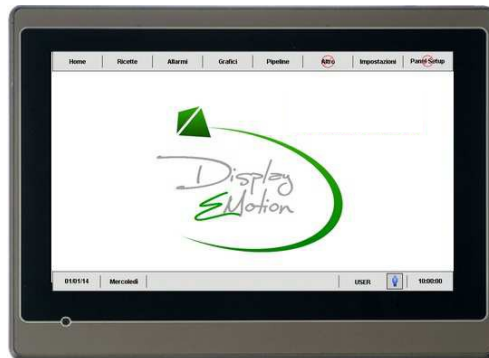 Home Ricette Allarmi Grafici Pipeline Altro Impostazioni Panel Setup
Display
EMotion
01/01/14 Mercoledì USER 10:00:00